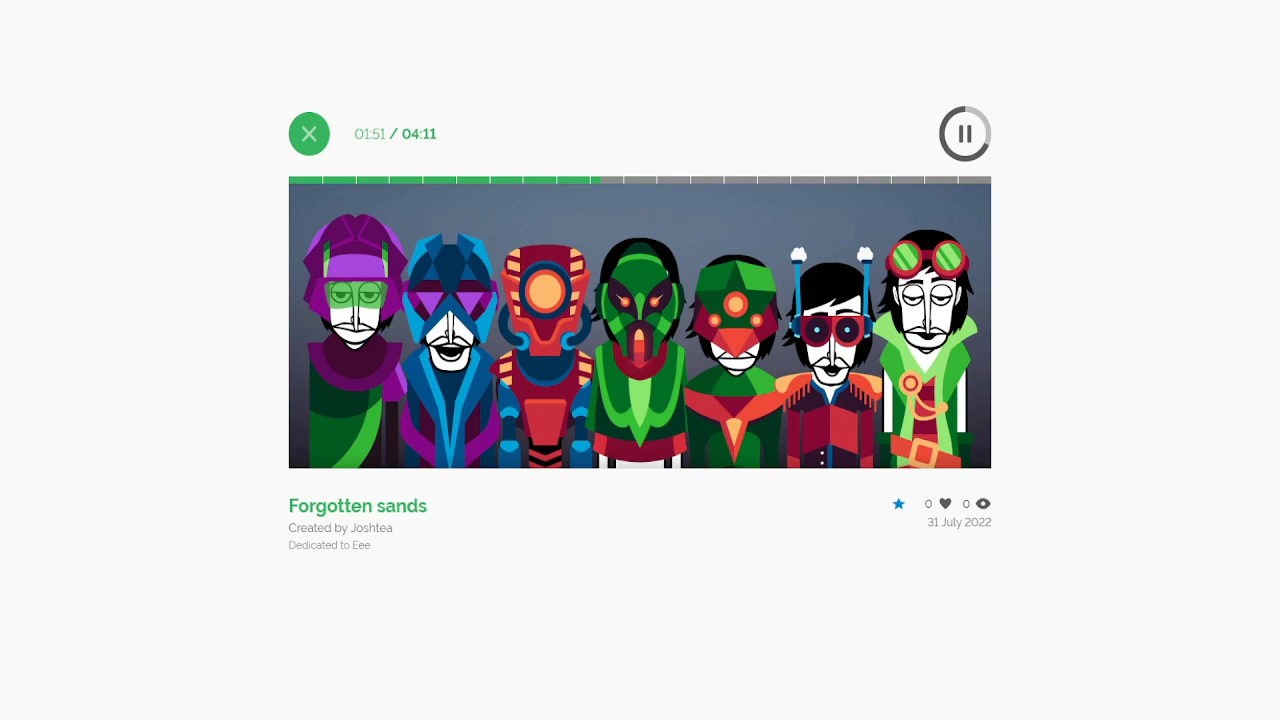 01:51 / 04:11
Forgotten sands
0 0
Created by Joshtea
31 July 2022
Dedicated to Eee